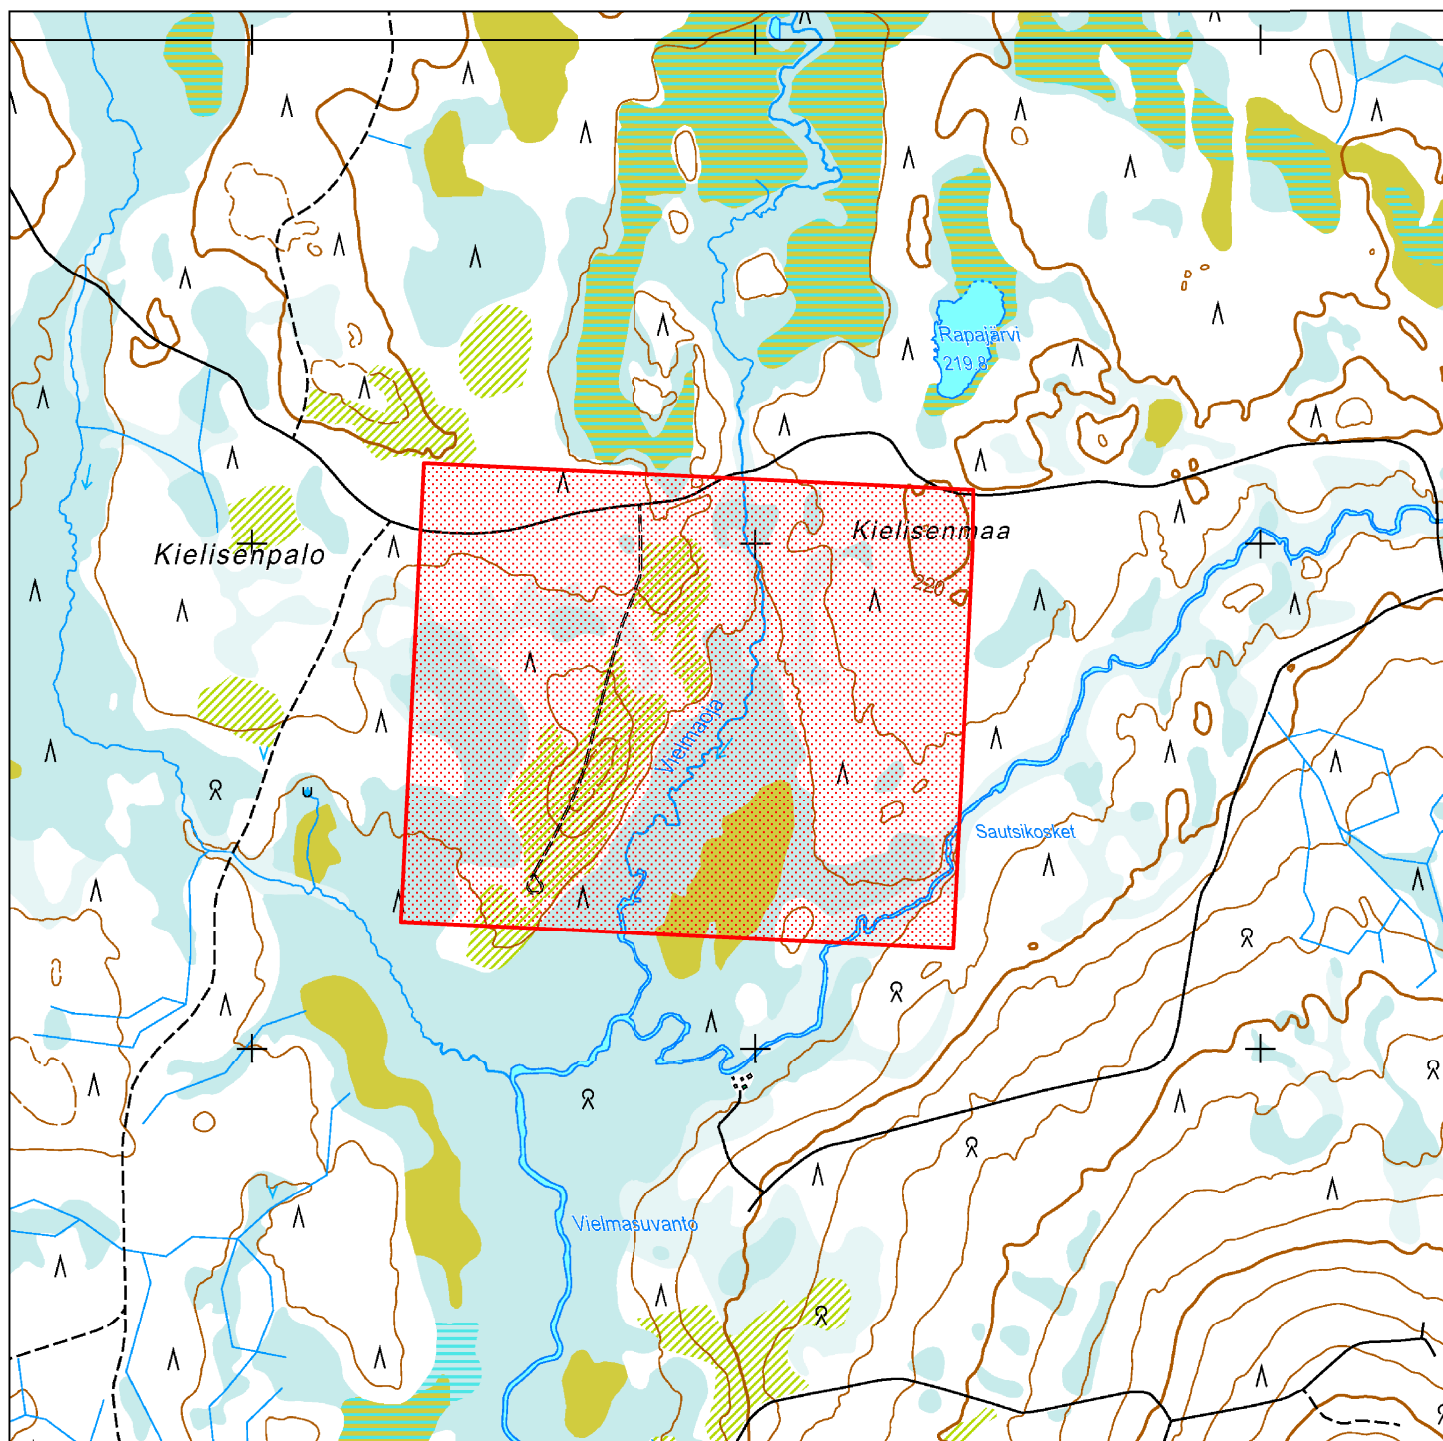 Rapajärvi
219.8
Kielisenmaa
Kielisenpalo
220
Vielmaoja
Sautsikosket
Vielmasuvanto